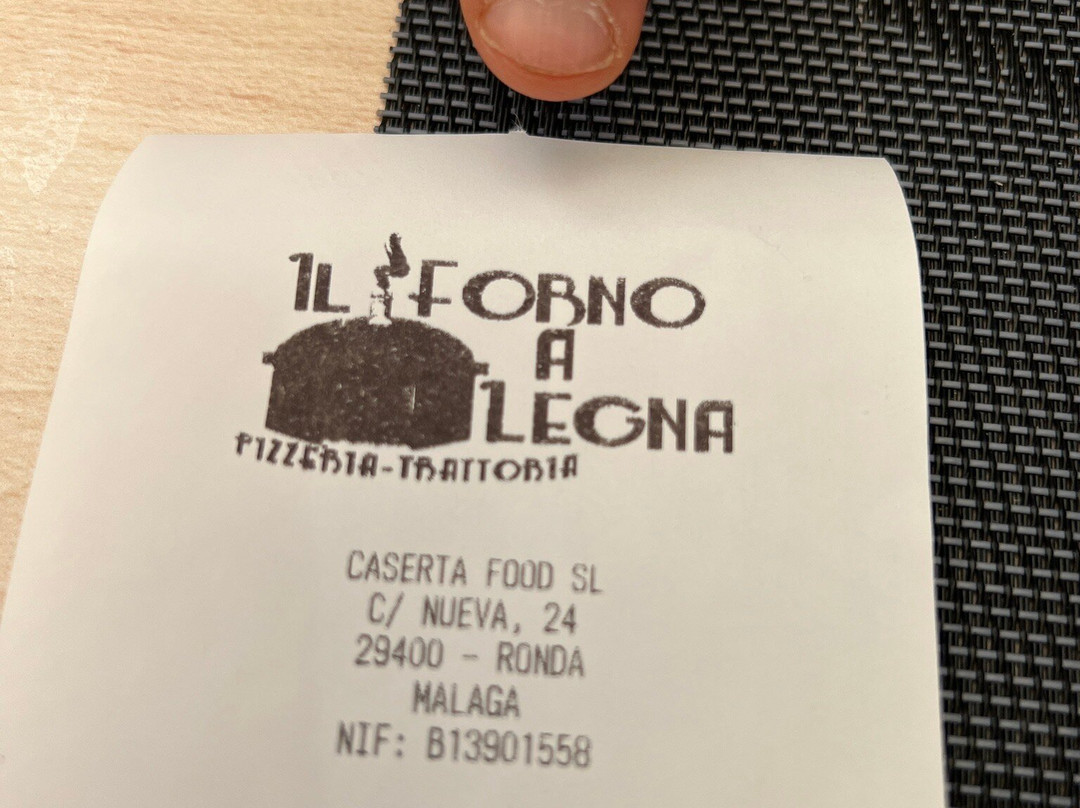 IL FORNO
A
LEGNA
PIZZERIA-TRATTORIA
CASERTA FOOD SL
C/ NUEVA, 24
29400 - RONDA
MALAGA
NIF: B13901558